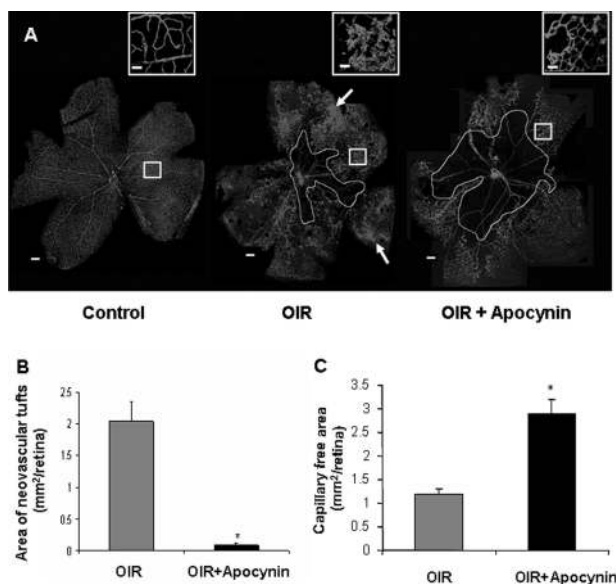 A
Control
OIR
OIR + Apocynin
B
Area of neovascular tufts
(mm²/retina)
2.5
2
1.5
1
0.5
0
*
OIR
OIR+Apocynin
C
Capillary free area
(mm²/retina)
3.5
3
2.5
2
1.5
1
0.5
0
*
OIR
OIR+Apocynin